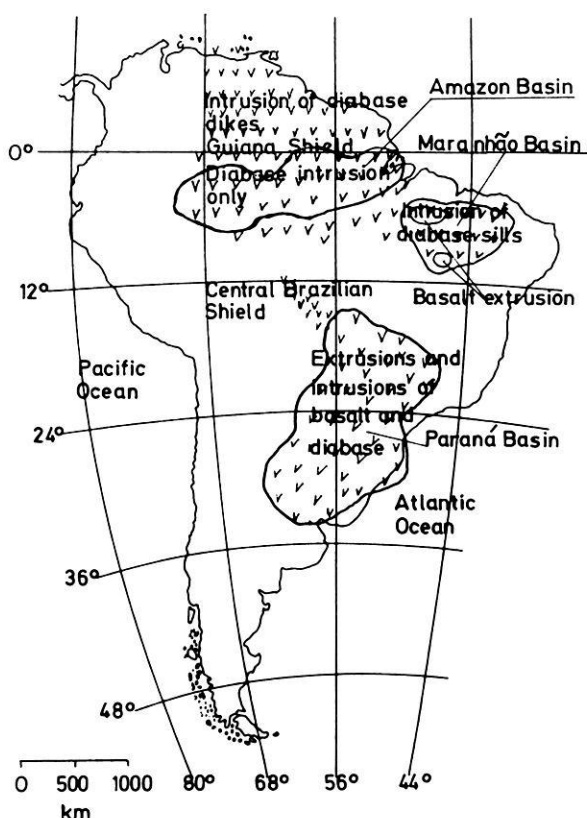 Amazon Basin
Intrusion of diabase
dikes
Guiana Shield
Maranhão Basin
0°
Diabase intrusion
only
Intrusion of
diabase sills
12°
Central Brazilian
Shield
Basalt extrusion
Pacific
Ocean
Extrusions and
intrusions of
basalt and
diabase
24°
Paraná Basin
Atlantic
Ocean
36°
48°
0 500 1000
km
80° 68° 56° 44°